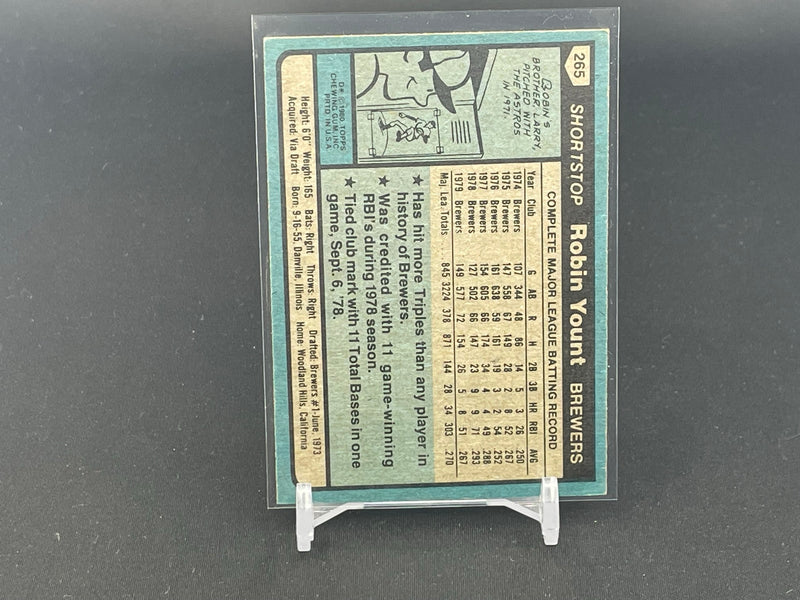 265
SHORTSTOP Robin Yount BREWERS
ROBIN'S
BROTHER, LARRY,
PITCHED WITH
THE ASTROS
IN 1971.
D* © 1980 TOPPS
CHEWING GUM, INC.
PRTD. IN U.S.A.
COMPLETE MAJOR LEAGUE BATTING RECORD
Year Club G AB R H 2B 3B HR RBI AVG
1974 Brewers 107 344 48 86 14 5 3 26 .250
1975 Brewers 147 558 67 149 28 2 8 52 .267
1976 Brewers 161 638 59 161 19 3 2 54 .252
1977 Brewers 154 605 66 174 34 4 4 49 .288
1978 Brewers 127 502 66 147 23 9 9 71 .293
1979 Brewers 149 577 72 154 26 5 8 51 .267
Maj. Lea. Totals 845 3224 378 871 144 28 34 303 .270
★ Has hit more Triples than any player in
history of Brewers.
★ Was credited with 11 game-winning
RBI's during 1978 season.
★ Tied club mark with 11 Total Bases in one
game, Sept. 6, '78.
Height: 6'0" Weight: 165 Bats: Right Throws: Right Drafted: Brewers #1-June, 1973
Acquired: Via Draft Born: 9-16-55, Danville, Illinois Home: Woodland Hills, California